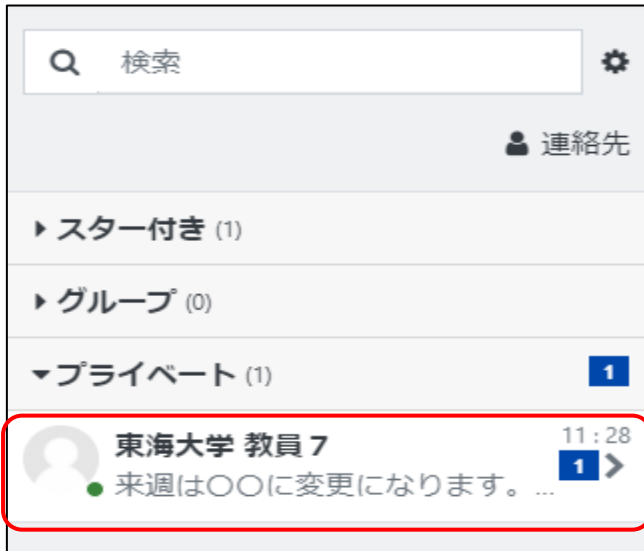 検索
連絡先
スター付き (1)
グループ (0)
プライベート (1) 1
東海大学 教員7 11:28
来週は〇〇に変更になります。... 1